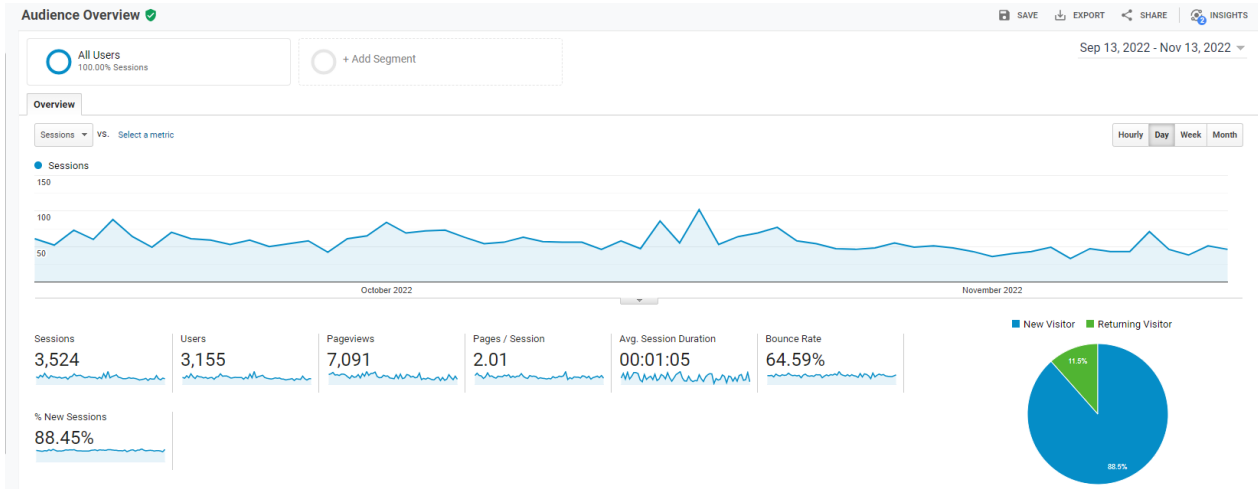 Audience Overview
SAVE EXPORT SHARE 2 INSIGHTS
All Users
100.00% Sessions
+ Add Segment
Sep 13, 2022 - Nov 13, 2022
Overview
Sessions VS. Select a metric
Hourly Day Week Month
Sessions
150
100
50
October 2022 November 2022
New Visitor Returning Visitor
Sessions
3,524
Users
3,155
Pageviews
7,091
Pages / Session
2.01
Avg. Session Duration
00:01:05
Bounce Rate
64.59%
% New Sessions
88.45%
11.5%
88.5%